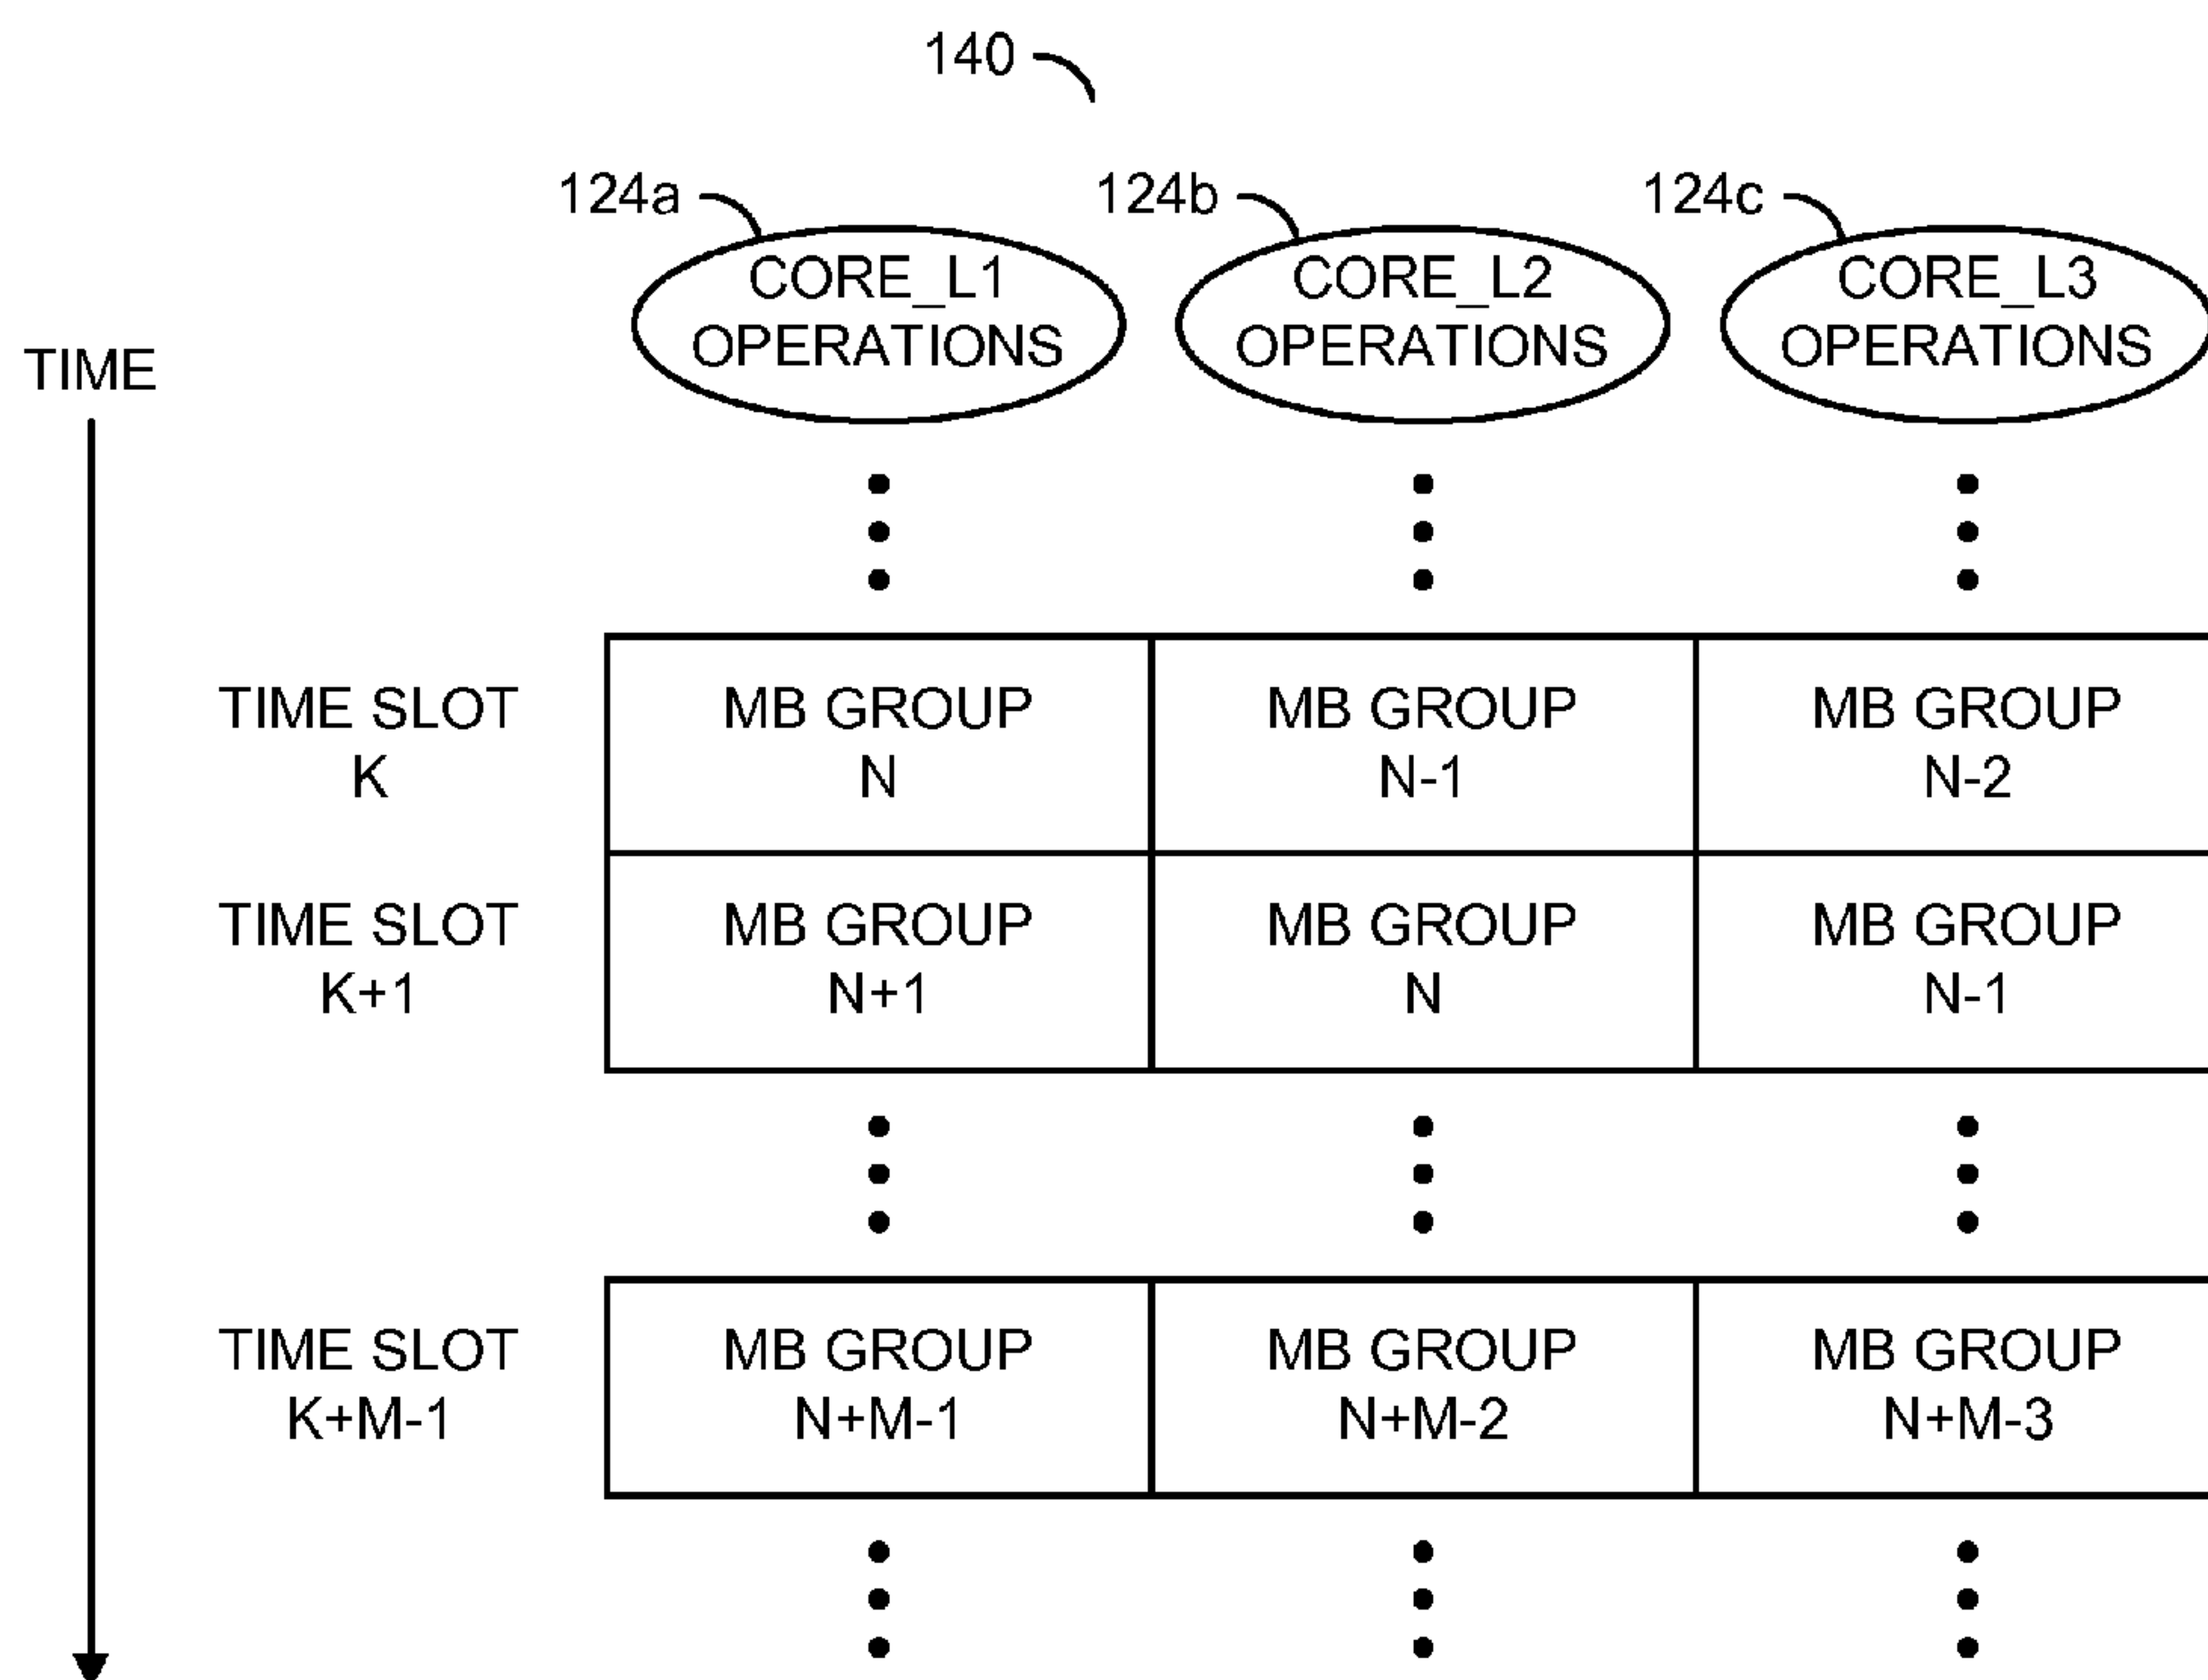 140
124a
124b
124c
CORE_L1
OPERATIONS
CORE_L2
OPERATIONS
CORE_L3
OPERATIONS
TIME
TIME SLOT
K
MB GROUP
N
MB GROUP
N-1
MB GROUP
N-2
TIME SLOT
K+1
MB GROUP
N+1
MB GROUP
N
MB GROUP
N-1
TIME SLOT
K+M-1
MB GROUP
N+M-1
MB GROUP
N+M-2
MB GROUP
N+M-3